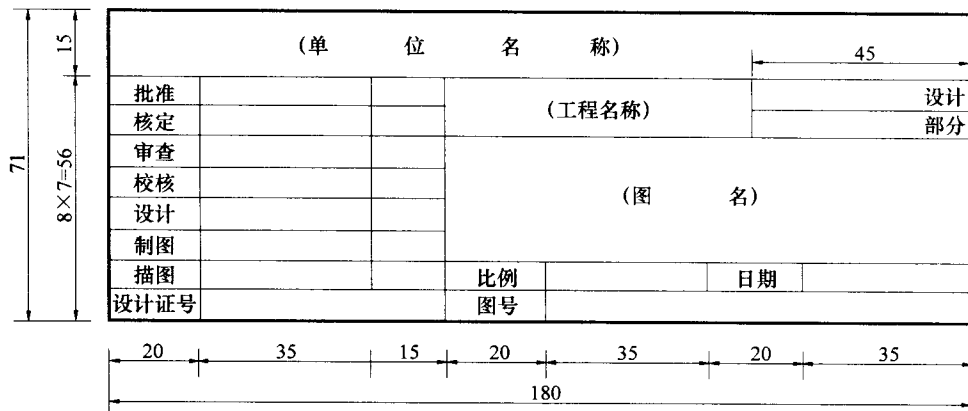 (单 位 名 称)
45
15
批准
(工程名称)
设计
核定
部分
审查
71
8×7=56
校核
(图 名)
设计
制图
描图
比例
日期
设计证号
图号
20 35 15 20 35 20 35
180